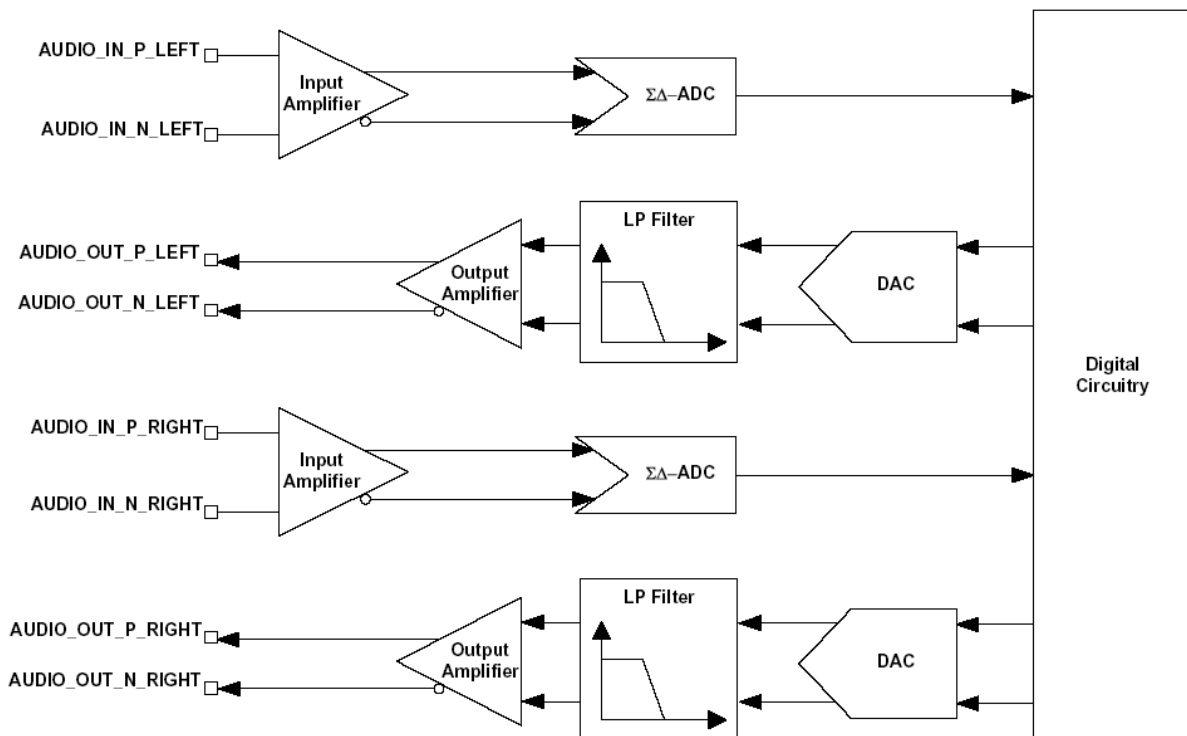 AUDIO_IN_P_LEFT
Input
Amplifier
ΣΔ–ADC
AUDIO_IN_N_LEFT
LP Filter
AUDIO_OUT_P_LEFT
Output
Amplifier
DAC
AUDIO_OUT_N_LEFT
Digital
Circuitry
AUDIO_IN_P_RIGHT
Input
Amplifier
ΣΔ–ADC
AUDIO_IN_N_RIGHT
LP Filter
AUDIO_OUT_P_RIGHT
Output
Amplifier
DAC
AUDIO_OUT_N_RIGHT